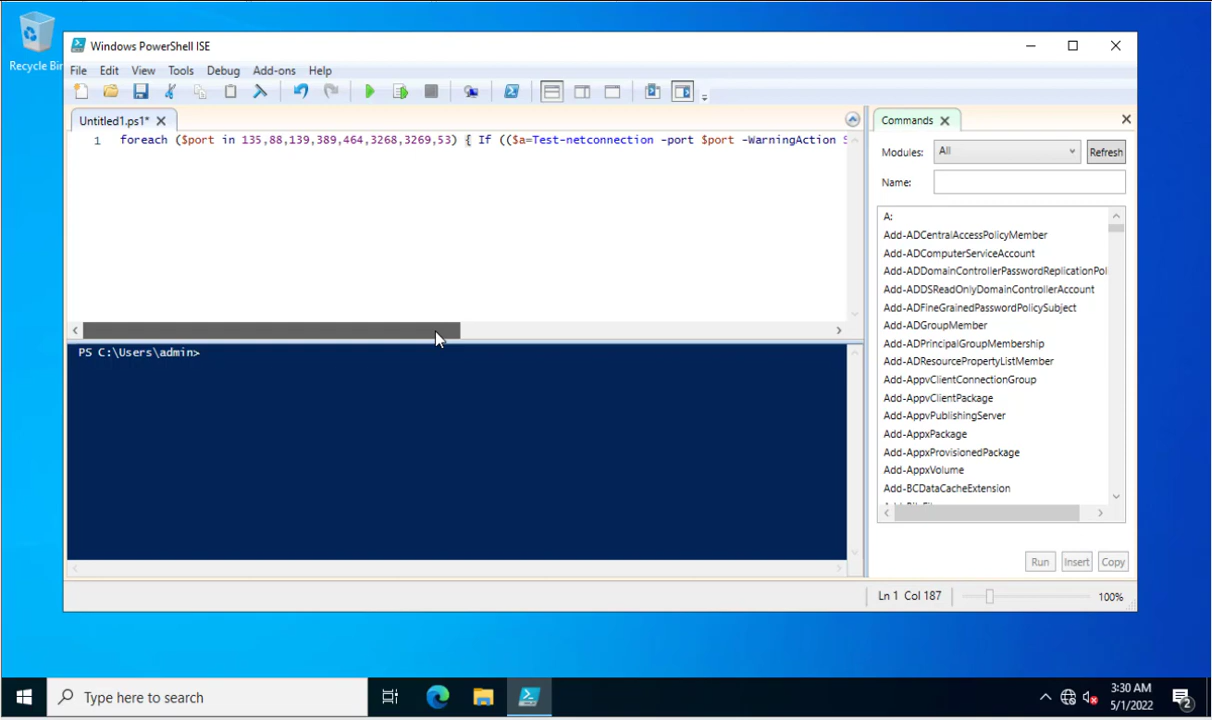 Recycle Bin
Windows PowerShell ISE
File Edit View Tools Debug Add-ons Help
Untitled1.ps1*
1 foreach ($port in 135,88,139,389,464,3268,3269,53) { If (($a=Test-netconnection -port $port -WarningAction S
PS C:\Users\admin>
Commands
Modules: All Refresh
Name:
A:
Add-ADCentralAccessPolicyMember
Add-ADComputerServiceAccount
Add-ADDomainControllerPasswordReplicationPol
Add-ADDSReadOnlyDomainControllerAccount
Add-ADFineGrainedPasswordPolicySubject
Add-ADGroupMember
Add-ADPrincipalGroupMembership
Add-ADResourcePropertyListMember
Add-AppvClientConnectionGroup
Add-AppvClientPackage
Add-AppvPublishingServer
Add-AppxPackage
Add-AppxProvisionedPackage
Add-AppxVolume
Add-BCDataCacheExtension
Run Insert Copy
Ln 1 Col 187 100%
Type here to search
3:30 AM
5/1/2022
2